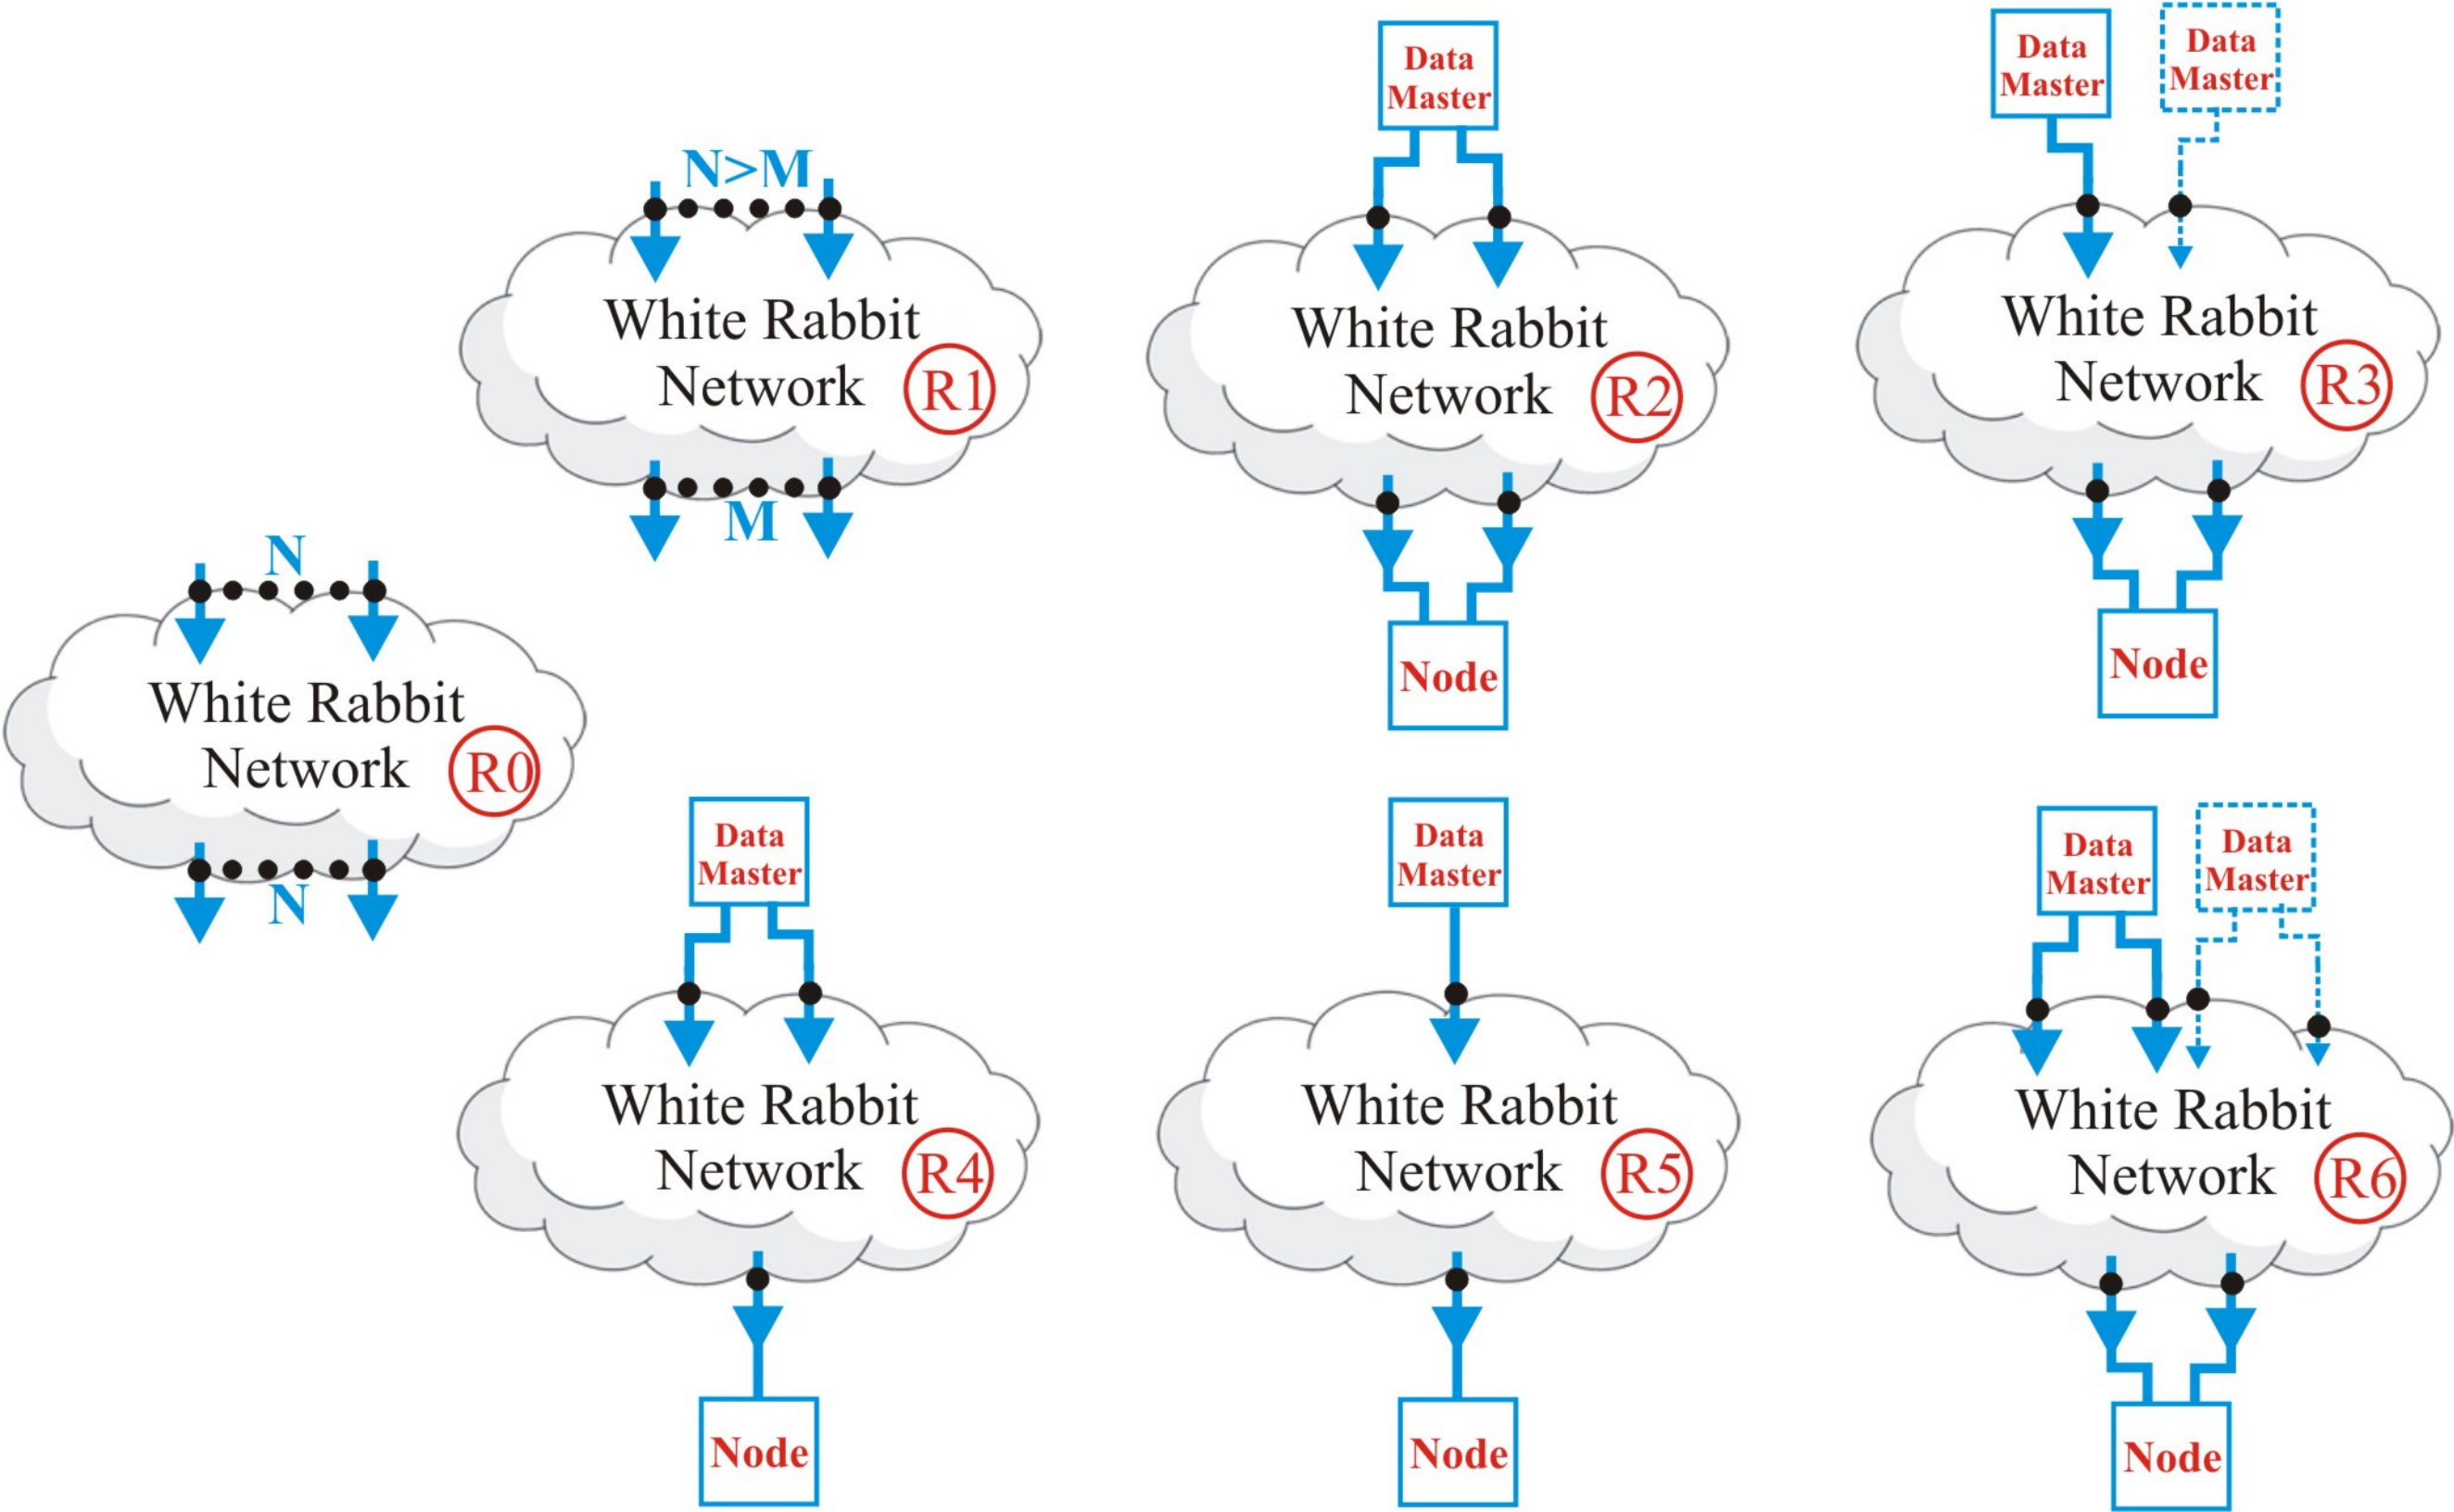 N>M
White Rabbit
Network R1
M
Data
Master
White Rabbit
Network R2
Node
Data
Master
Data
Master
White Rabbit
Network R3
Node
N
White Rabbit
Network R0
N
Data
Master
White Rabbit
Network R4
Node
Data
Master
White Rabbit
Network R5
Node
Data
Master
Data
Master
White Rabbit
Network R6
Node